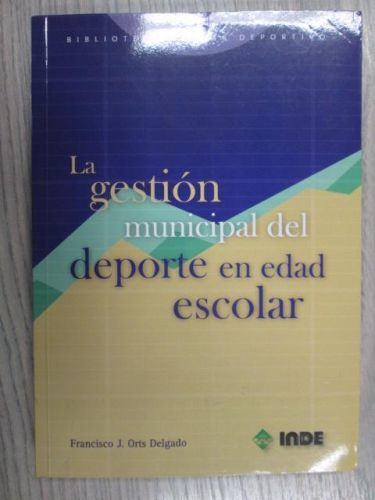 DEPORTIVO
La
gestión
municipal del
deporte en edad
escolar
Francisco J. Orts Delgado
INDE